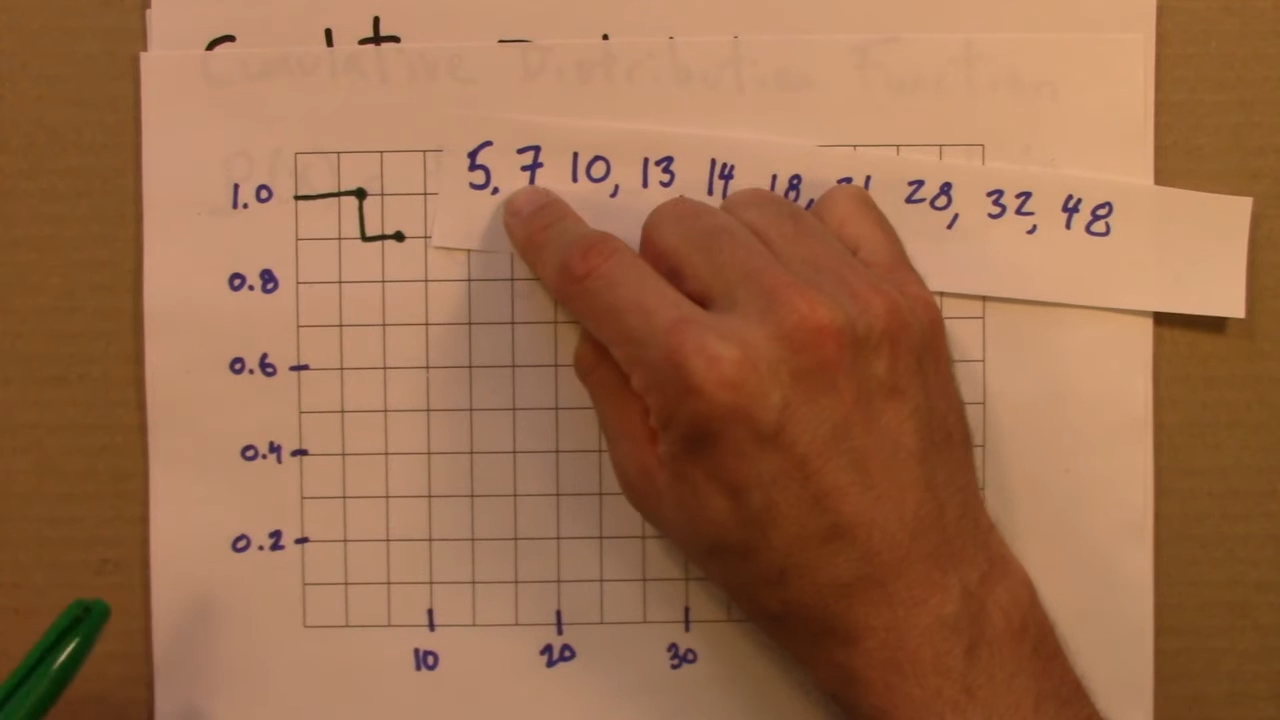 Cumulative Distribution Function
5, 7 10, 13 14 18, 21 28, 32, 48
1.0
0.8
0.6
0.4
0.2
10 20 30